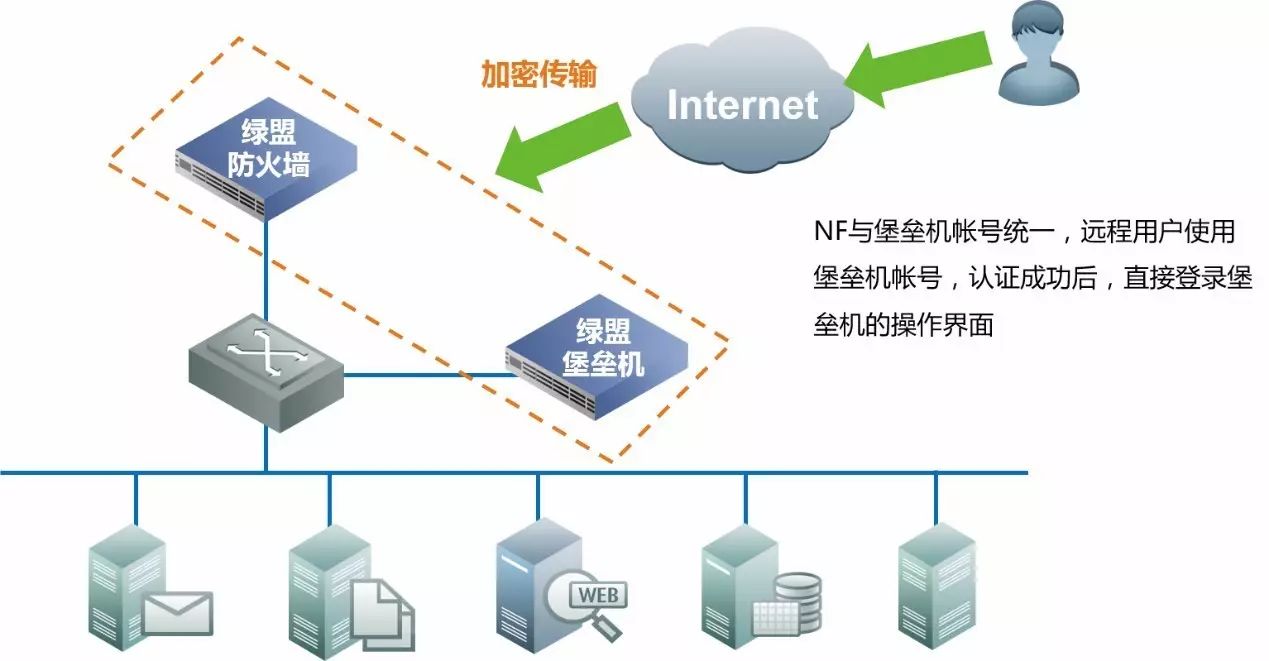 加密传输
Internet
绿盟
防火墙
NF与堡垒机帐号统一，远程用户使用
堡垒机帐号，认证成功后，直接登录堡
垒机的操作界面
绿盟
堡垒机
WEB